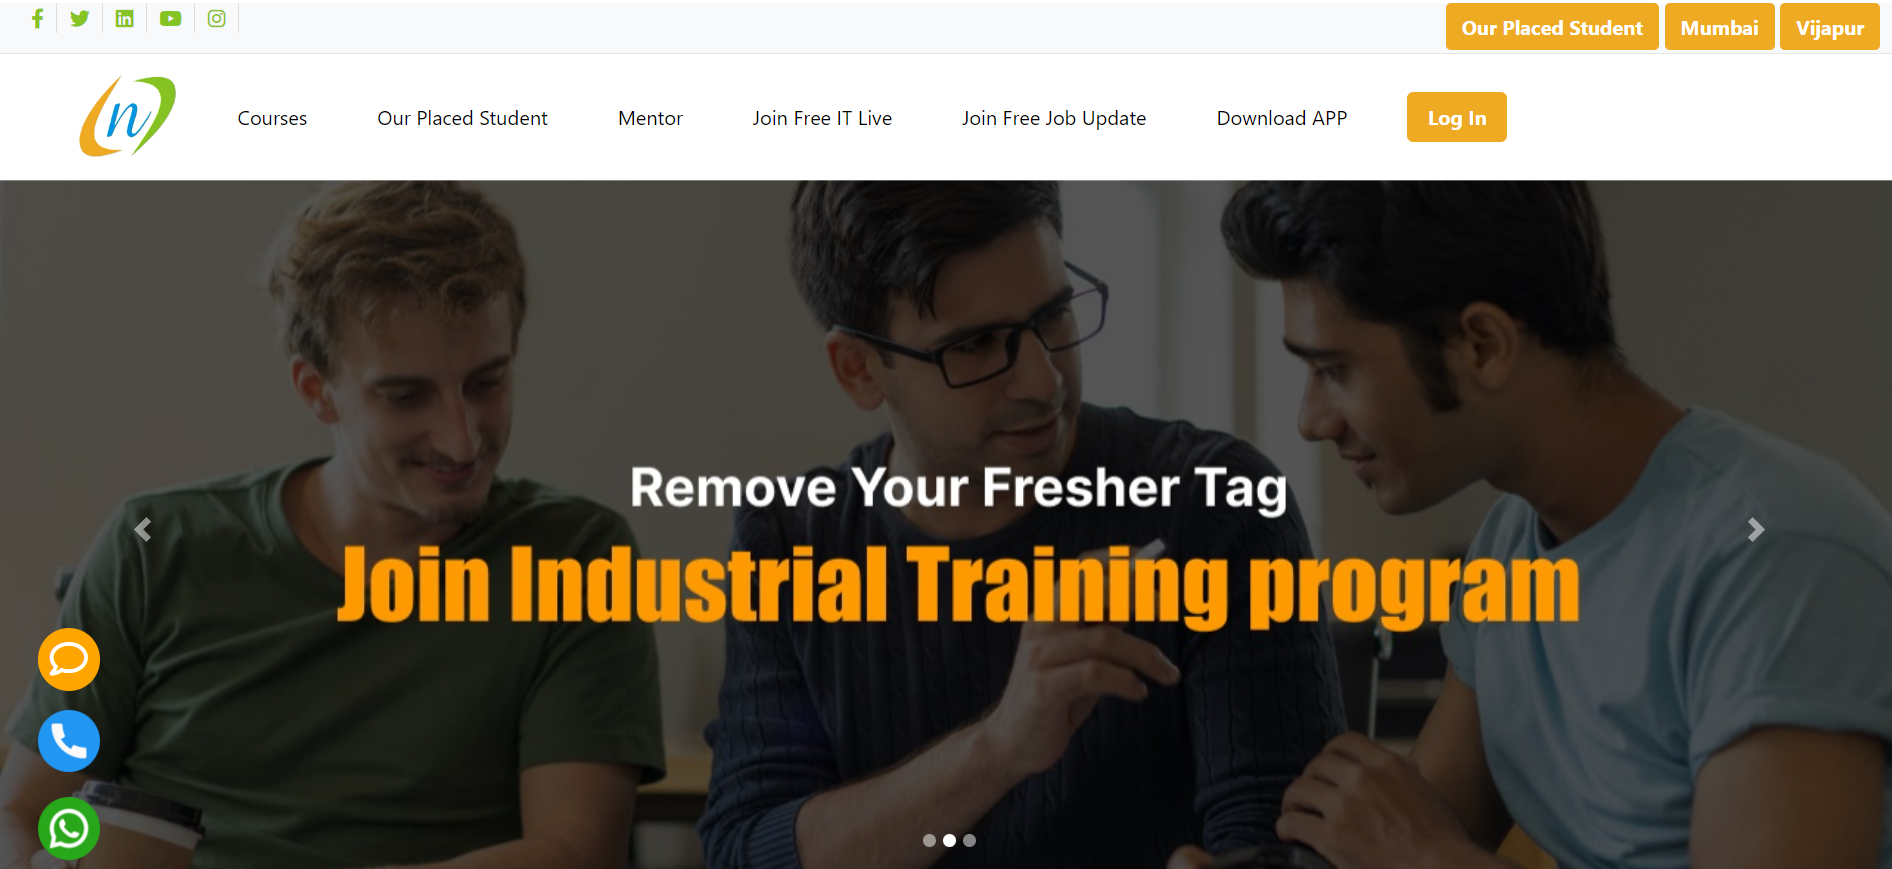 Our Placed Student Mumbai Vijapur
n
Courses Our Placed Student Mentor Join Free IT Live Join Free Job Update Download APP Log In
Remove Your Fresher Tag
Join Industrial Training program